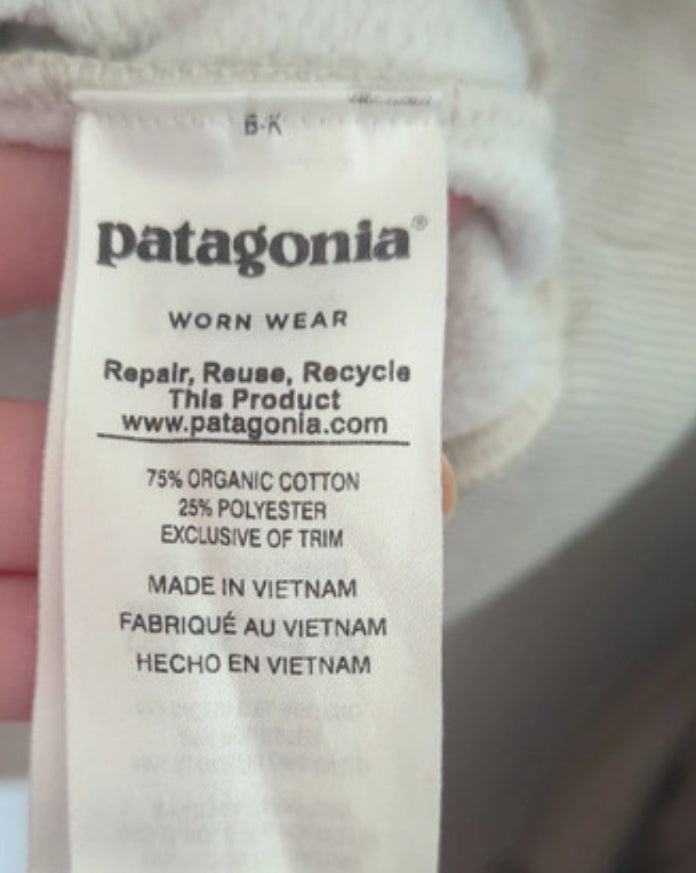 B-K
patagonia®
WORN WEAR
Repair, Reuse, Recycle
This Product
www.patagonia.com
75% ORGANIC COTTON
25% POLYESTER
EXCLUSIVE OF TRIM
MADE IN VIETNAM
FABRIQUÉ AU VIETNAM
HECHO EN VIETNAM